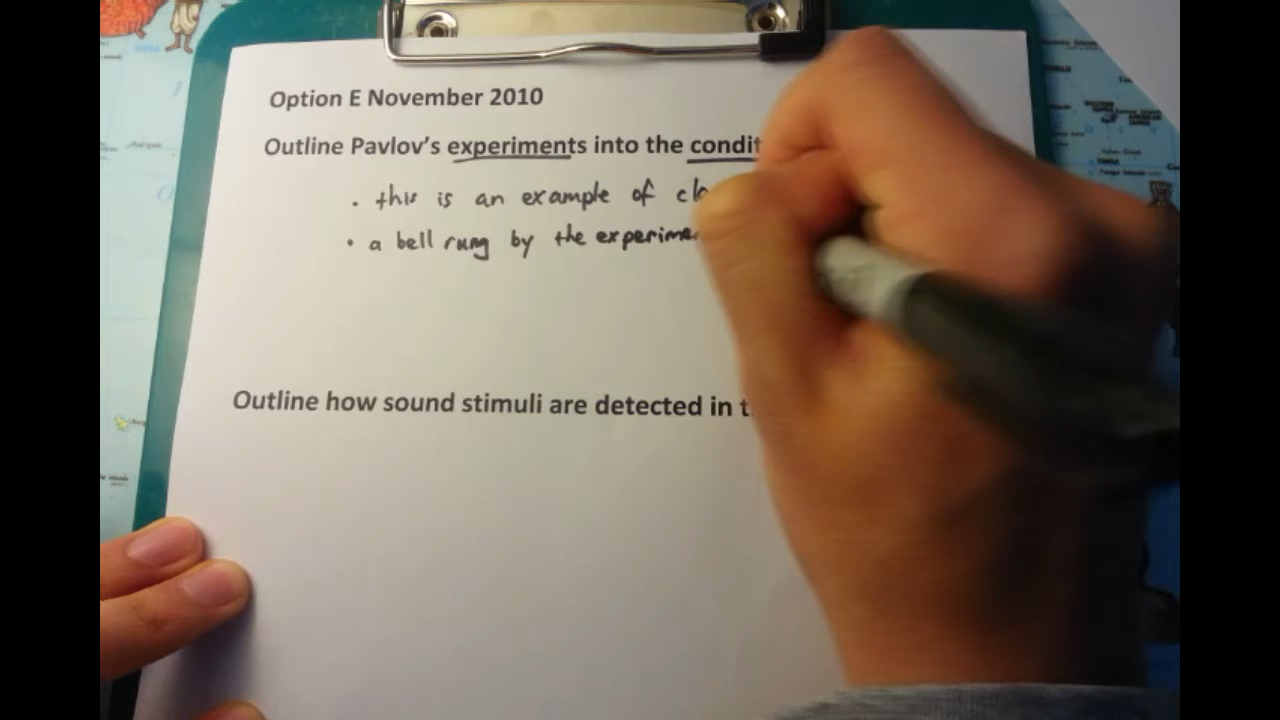 Option E November 2010
Outline Pavlov's experiments into the condit
• this is an example of cl
• a bell rung by the experimen
Outline how sound stimuli are detected in t